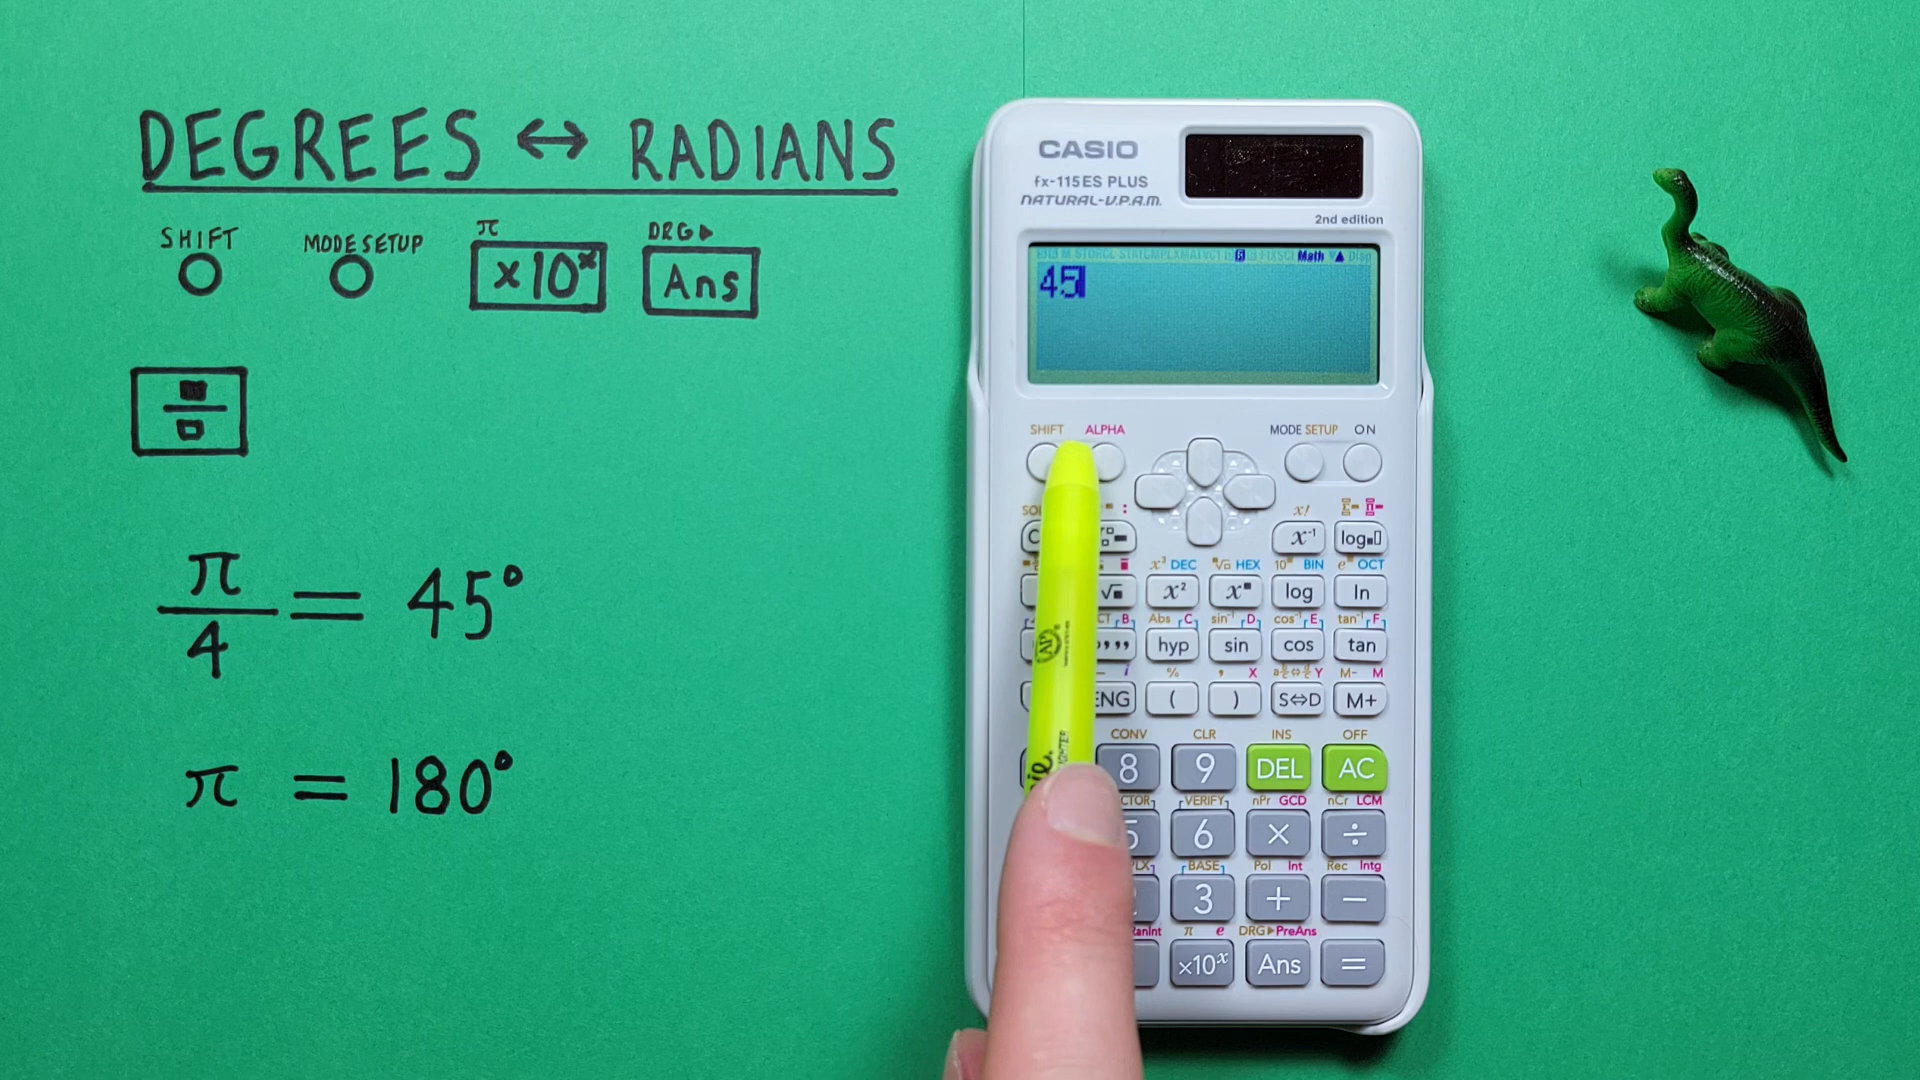 DEGREES ↔ RADIANS
SHIFT MODE SETUP π DRG▶
×10ˣ Ans
π/4 = 45°
π = 180°
CASIO
fx-115ES PLUS
NATURAL-V.P.A.M.
2nd edition
Math ▼▲
45
SHIFT ALPHA MODE SETUP ON
x!
x⁻¹ log
x³ DEC HEX 10 BIN e OCT
x² log ln
B Abs C sin⁻¹ D cos⁻¹ E tan⁻¹ F
hyp sin cos tan
i % , X Y M- M
ENG ( ) S⇔D M+
CONV CLR INS OFF
8 9 DEL AC
VERIFY nPr GCD nCr LCM
5 6 × ÷
BASE Pol Int Rec Intg
3 + −
π e DRG▶ PreAns
×10ˣ Ans =